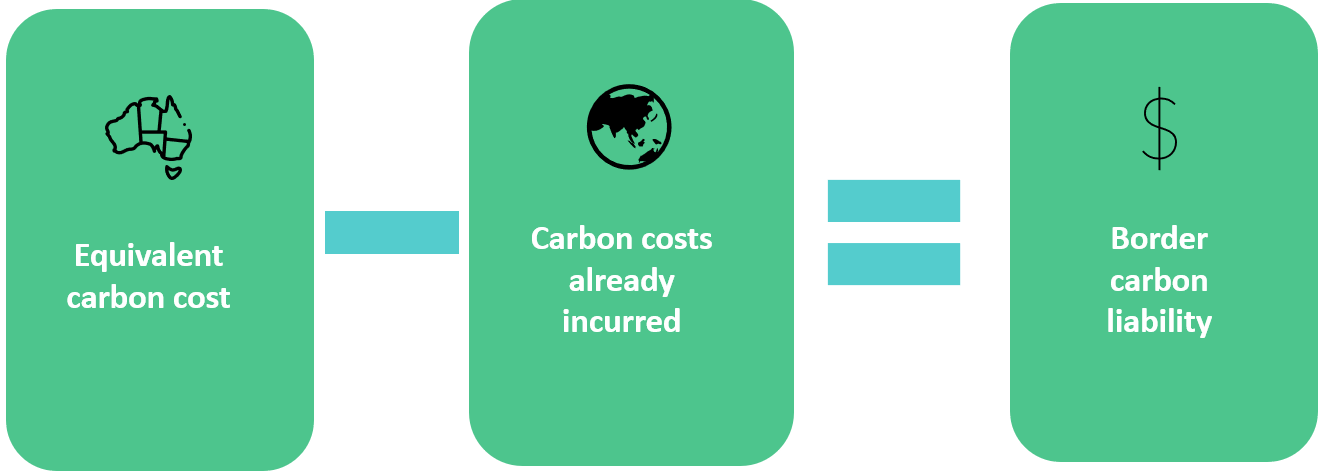 Equivalent
carbon cost
Carbon costs
already
incurred
Border
carbon
liability